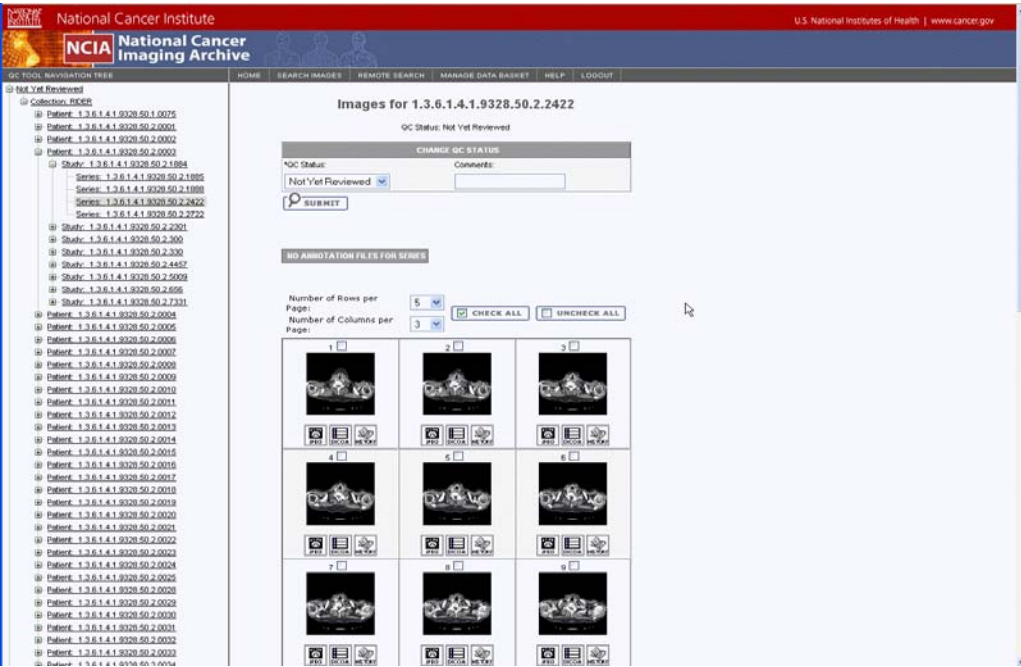 NATIONAL CANCER INSTITUTE
National Cancer Institute
U.S. National Institutes of Health | www.cancer.gov
NCIA National Cancer
Imaging Archive
QC TOOL NAVIGATION TREE
HOME SEARCH IMAGES REMOTE SEARCH MANAGE DATA BASKET HELP LOGOUT
Not Yet Reviewed
Collection: RIDER
Patient: 1.3.6.1.4.1.9328.50.1.0075
Patient: 1.3.6.1.4.1.9328.50.2.0001
Patient: 1.3.6.1.4.1.9328.50.2.0002
Patient: 1.3.6.1.4.1.9328.50.2.0003
Study: 1.3.6.1.4.1.9328.50.2.1884
Series: 1.3.6.1.4.1.9328.50.2.1885
Series: 1.3.6.1.4.1.9328.50.2.1888
Series: 1.3.6.1.4.1.9328.50.2.2422
Series: 1.3.6.1.4.1.9328.50.2.2722
Study: 1.3.6.1.4.1.9328.50.2.2301
Study: 1.3.6.1.4.1.9328.50.2.300
Study: 1.3.6.1.4.1.9328.50.2.330
Study: 1.3.6.1.4.1.9328.50.2.4457
Study: 1.3.6.1.4.1.9328.50.2.5009
Study: 1.3.6.1.4.1.9328.50.2.656
Study: 1.3.6.1.4.1.9328.50.2.7331
Patient: 1.3.6.1.4.1.9328.50.2.0004
Patient: 1.3.6.1.4.1.9328.50.2.0005
Patient: 1.3.6.1.4.1.9328.50.2.0006
Patient: 1.3.6.1.4.1.9328.50.2.0007
Patient: 1.3.6.1.4.1.9328.50.2.0008
Patient: 1.3.6.1.4.1.9328.50.2.0009
Patient: 1.3.6.1.4.1.9328.50.2.0010
Patient: 1.3.6.1.4.1.9328.50.2.0011
Patient: 1.3.6.1.4.1.9328.50.2.0012
Patient: 1.3.6.1.4.1.9328.50.2.0013
Patient: 1.3.6.1.4.1.9328.50.2.0014
Patient: 1.3.6.1.4.1.9328.50.2.0015
Patient: 1.3.6.1.4.1.9328.50.2.0016
Patient: 1.3.6.1.4.1.9328.50.2.0017
Patient: 1.3.6.1.4.1.9328.50.2.0018
Patient: 1.3.6.1.4.1.9328.50.2.0019
Patient: 1.3.6.1.4.1.9328.50.2.0020
Patient: 1.3.6.1.4.1.9328.50.2.0021
Patient: 1.3.6.1.4.1.9328.50.2.0022
Patient: 1.3.6.1.4.1.9328.50.2.0023
Patient: 1.3.6.1.4.1.9328.50.2.0024
Patient: 1.3.6.1.4.1.9328.50.2.0025
Patient: 1.3.6.1.4.1.9328.50.2.0028
Patient: 1.3.6.1.4.1.9328.50.2.0029
Patient: 1.3.6.1.4.1.9328.50.2.0030
Patient: 1.3.6.1.4.1.9328.50.2.0031
Patient: 1.3.6.1.4.1.9328.50.2.0032
Patient: 1.3.6.1.4.1.9328.50.2.0033
Images for 1.3.6.1.4.1.9328.50.2.2422
QC Status: Not Yet Reviewed
CHANGE QC STATUS
*QC Status: Comments:
Not Yet Reviewed
SUBMIT
NO ANNOTATION FILES FOR SERIES
Number of Rows per
Page:
5
Number of Columns per
Page:
3
CHECK ALL UNCHECK ALL
1 2 3
JPEG DICOM JPEG DICOM JPEG DICOM
4 5 6
JPEG DICOM JPEG DICOM JPEG DICOM
7 8 9
JPEG DICOM JPEG DICOM JPEG DICOM